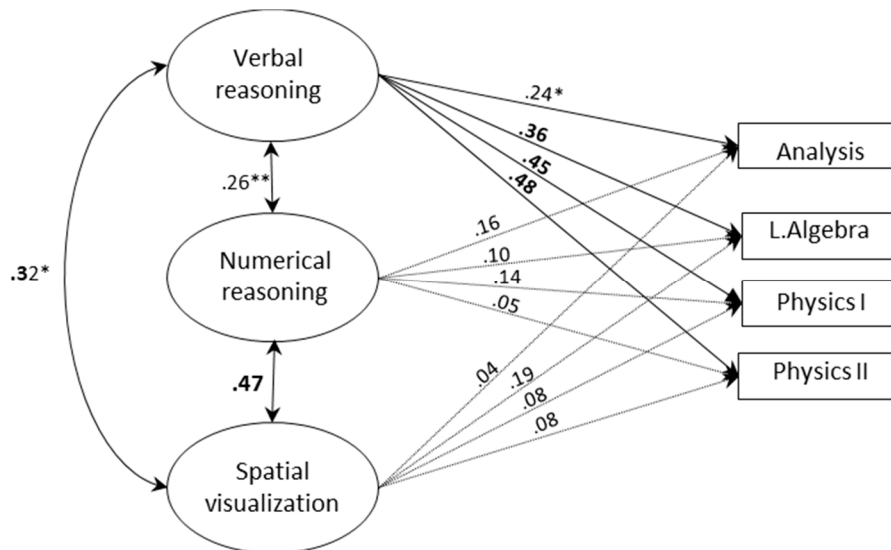 Verbal
reasoning
.24*
.36
.45
.48
Analysis
.26**
.16
L.Algebra
.32*
Numerical
reasoning
.10
.14
.05
Physics I
.47
.04
.19
.08
.08
Physics II
Spatial
visualization